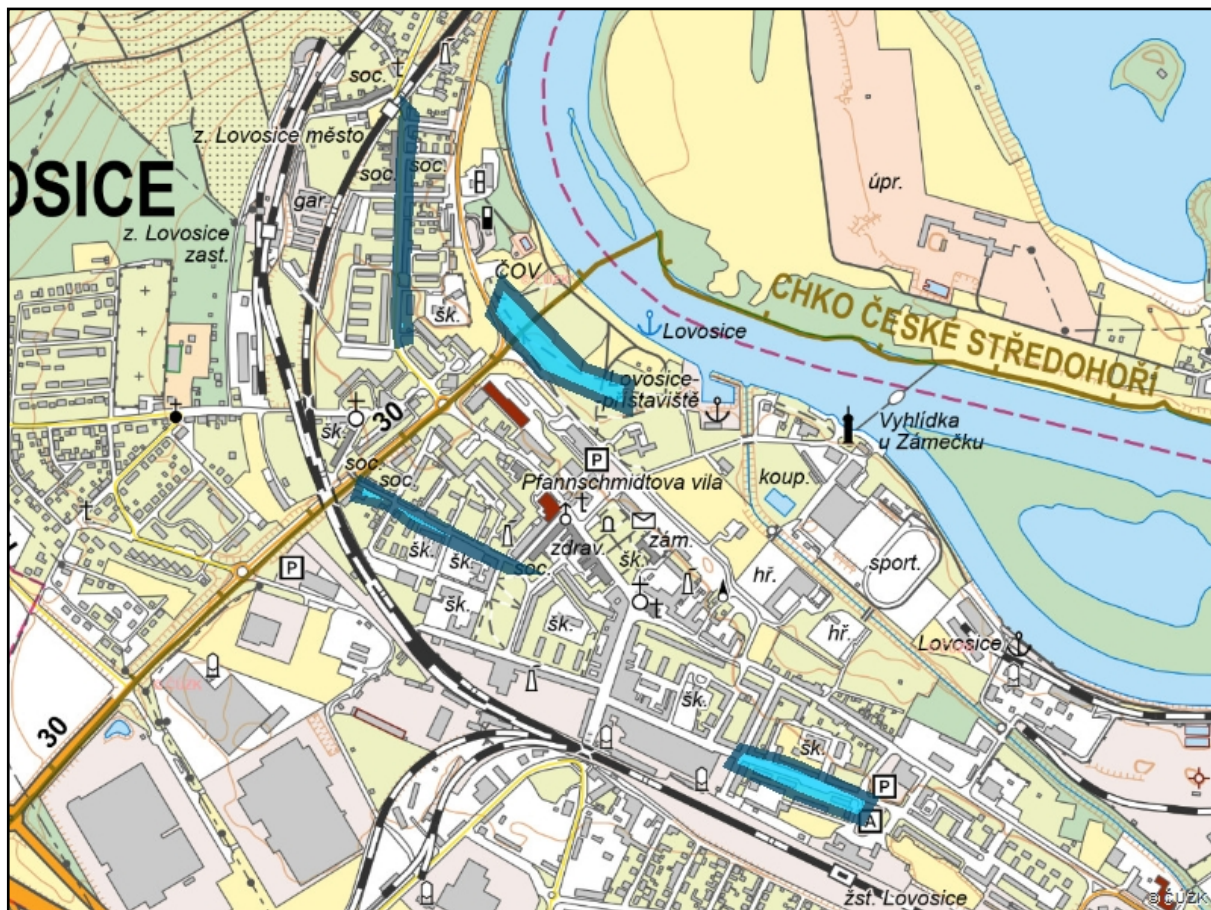 soc.
z. Lovosice město
soc.
soc.
OSICE
gar.
úpr.
z. Lovosice
zast.
ČOV
CHKO ČESKÉ STŘEDOHOŘÍ
šk.
Lovosice
Lovosice-
přístaviště
30
šk.
Vyhlídka
u Zámečku
soc.
soc.
P
Pfannschmidtova vila
koup.
šk.
šk.
zdrav.
zám.
soc.
šk.
P
sport.
hř.
šk.
šk.
hř.
Lovosice
© ČÚZK
30
šk.
šk.
P
A
žst. Lovosice
© ČÚZK